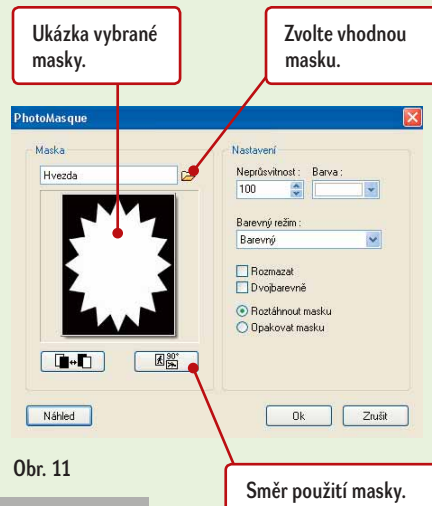 Ukázka vybrané
masky.
Zvolte vhodnou
masku.
PhotoMasque
Maska
Hvezda
90°
Nastavení
Neprůsvitnost :
Barva :
100
Barevný režim :
Barevný
Rozmazat
Dvojbarevně
Roztáhnout masku
Opakovat masku
Náhled
Ok
Zrušit
Obr. 11
Směr použití masky.